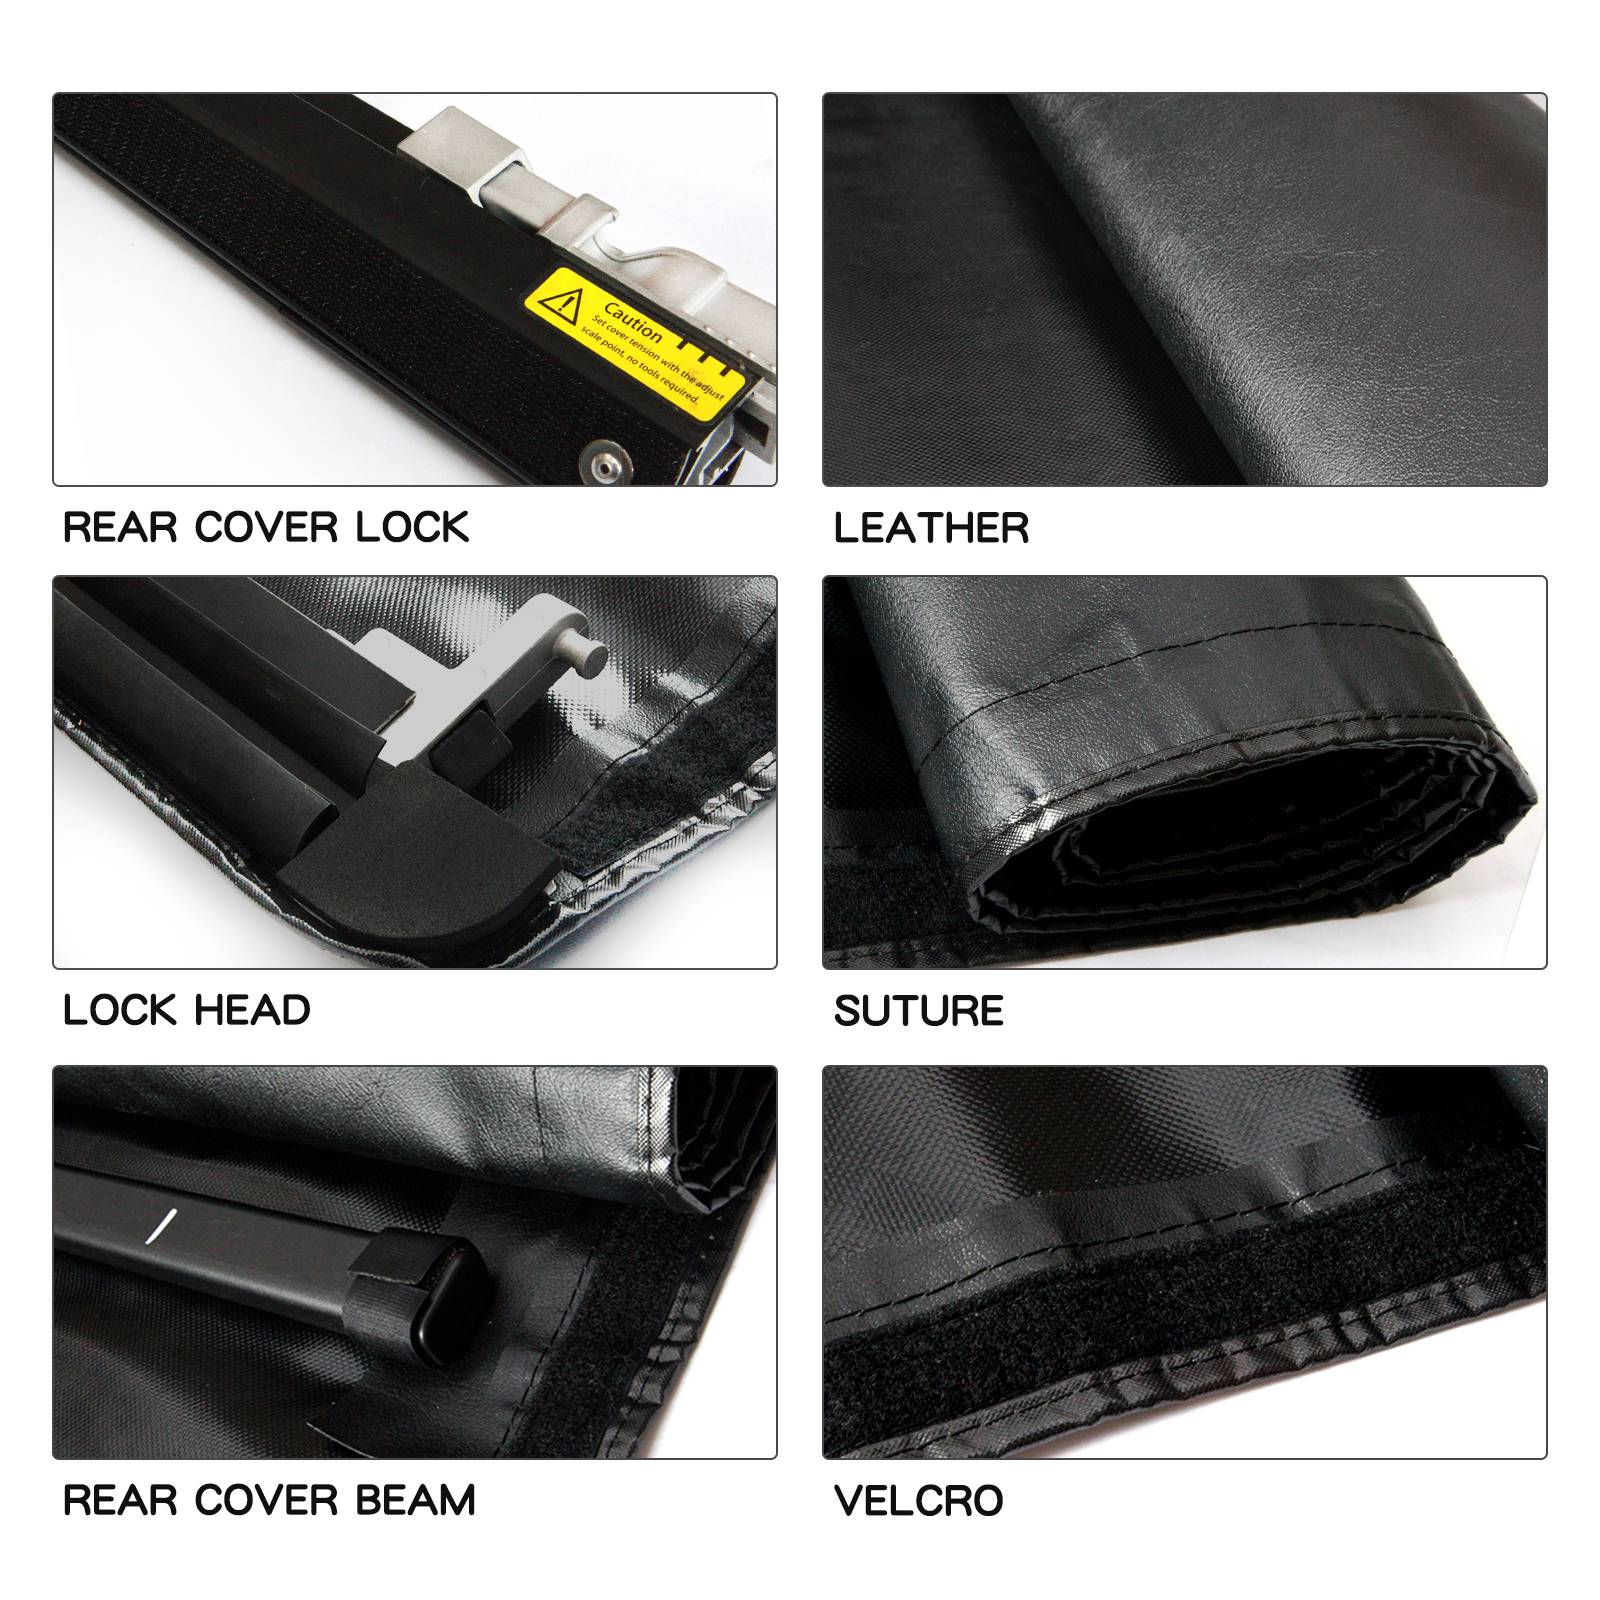 Caution
Set cover tension with the adjust
scale point, no tools required.
REAR COVER LOCK
LEATHER
LOCK HEAD
SUTURE
REAR COVER BEAM
VELCRO